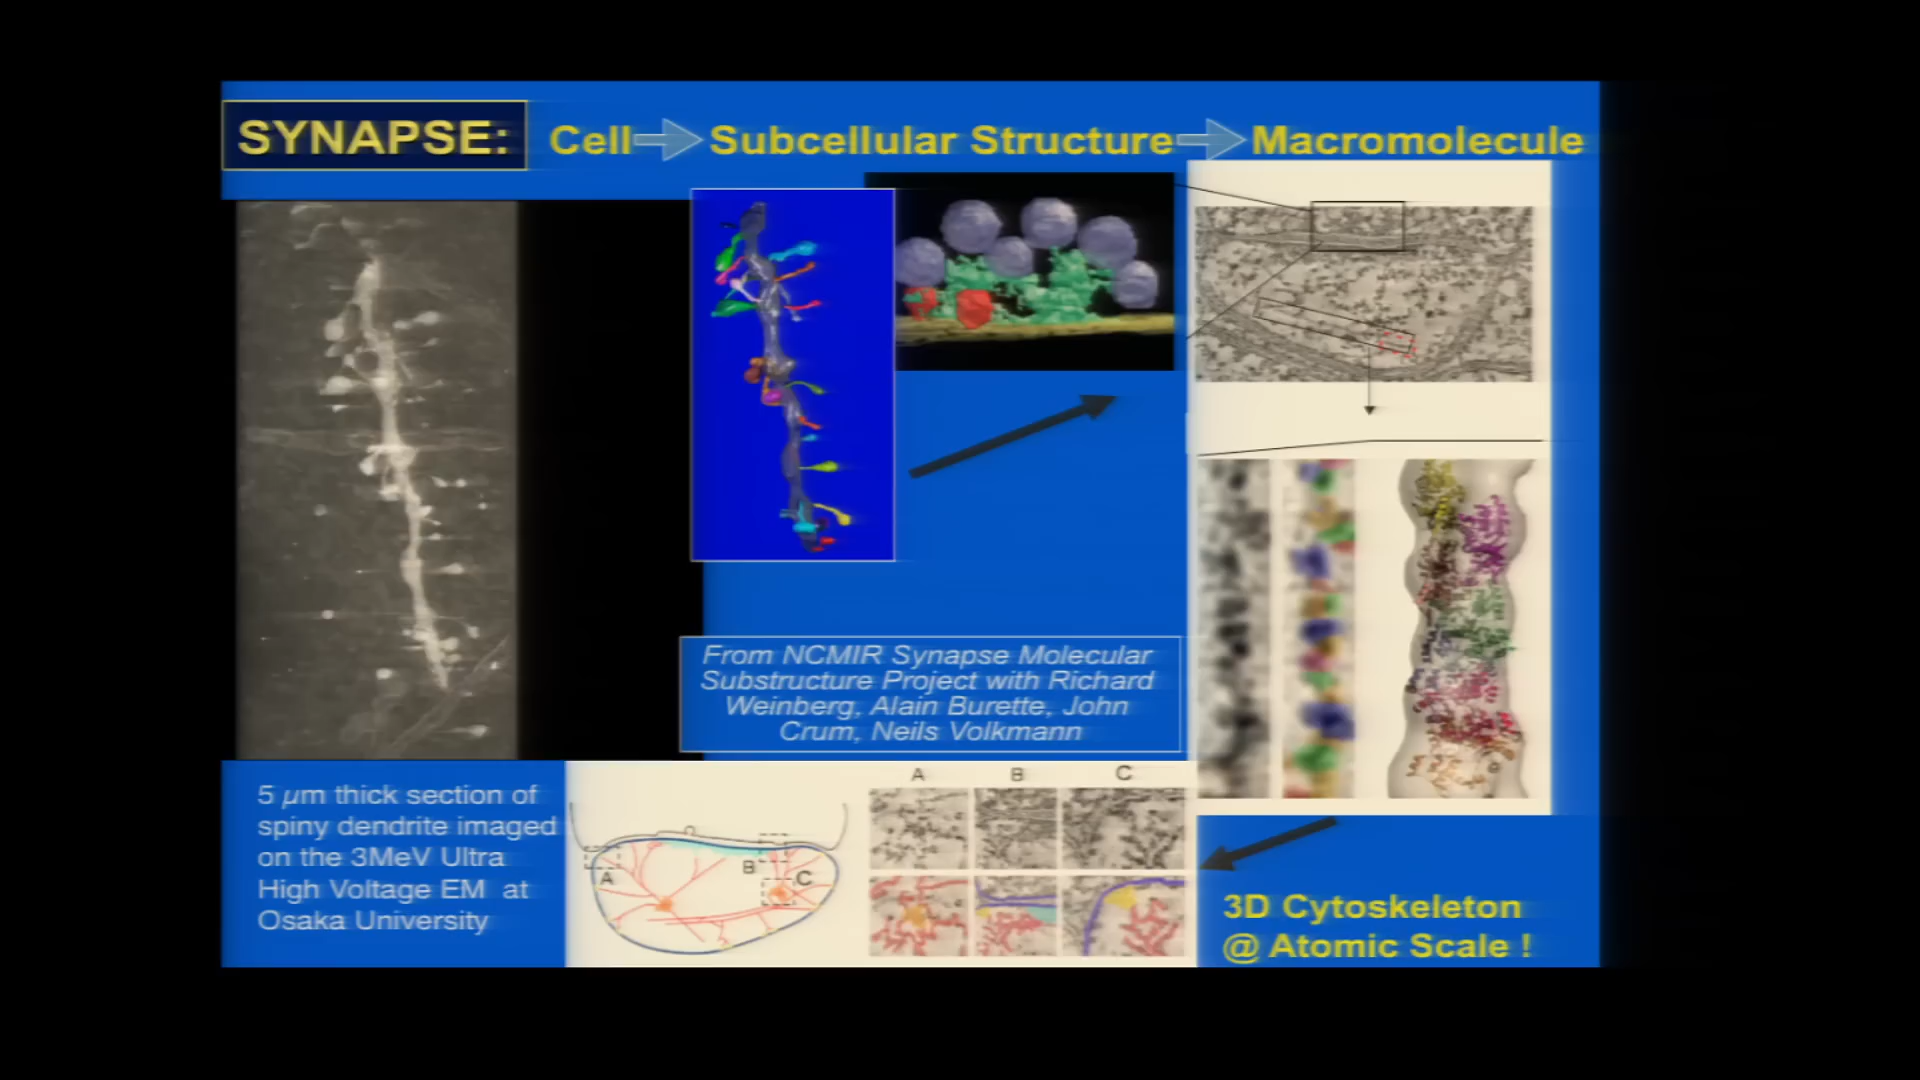 SYNAPSE: Cell Subcellular Structure Macromolecule
From NCMIR Synapse Molecular
Substructure Project with Richard
Weinberg, Alain Burette, John
Crum, Neils Volkmann
5 µm thick section of
spiny dendrite imaged
on the 3MeV Ultra
High Voltage EM at
Osaka University
A
B
C
A B C
3D Cytoskeleton
@ Atomic Scale !